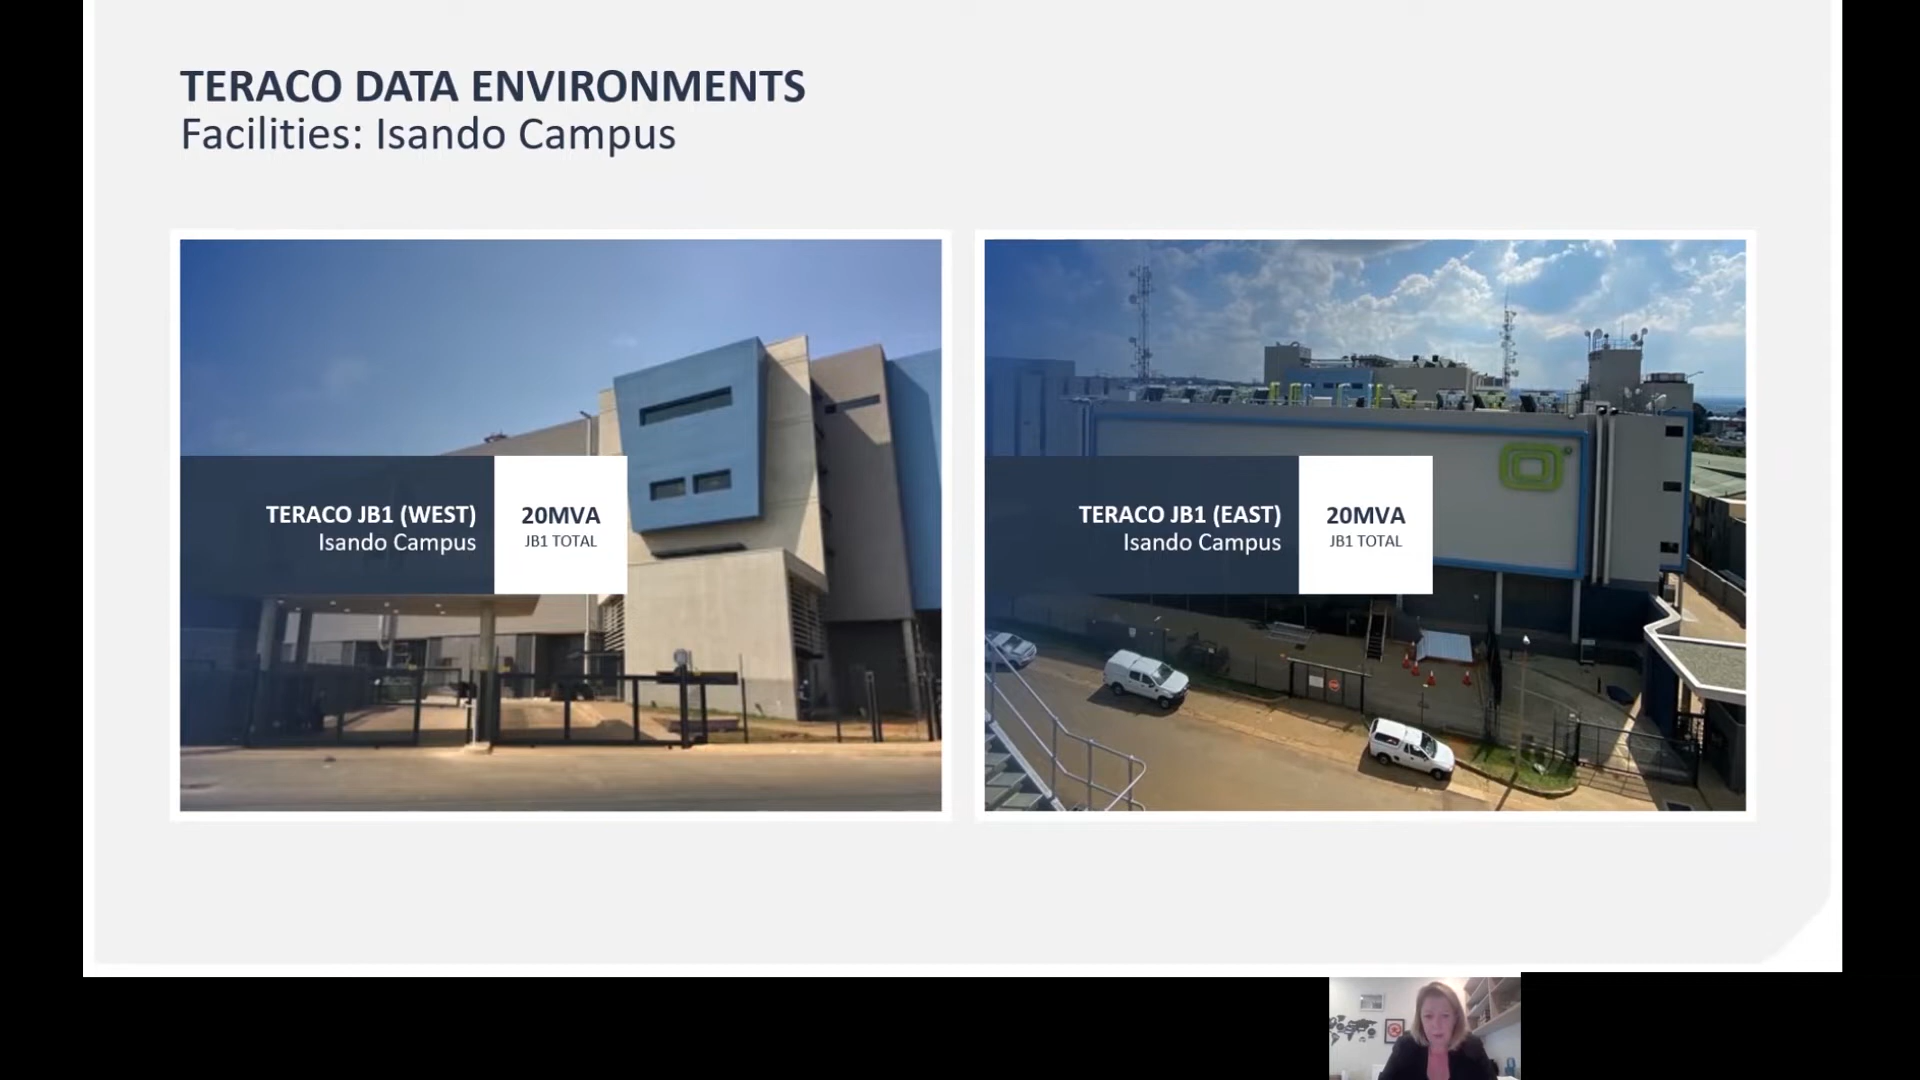 TERACO DATA ENVIRONMENTS
Facilities: Isando Campus
TERACO JB1 (WEST)
Isando Campus
20MVA
JB1 TOTAL
TERACO JB1 (EAST)
Isando Campus
20MVA
JB1 TOTAL